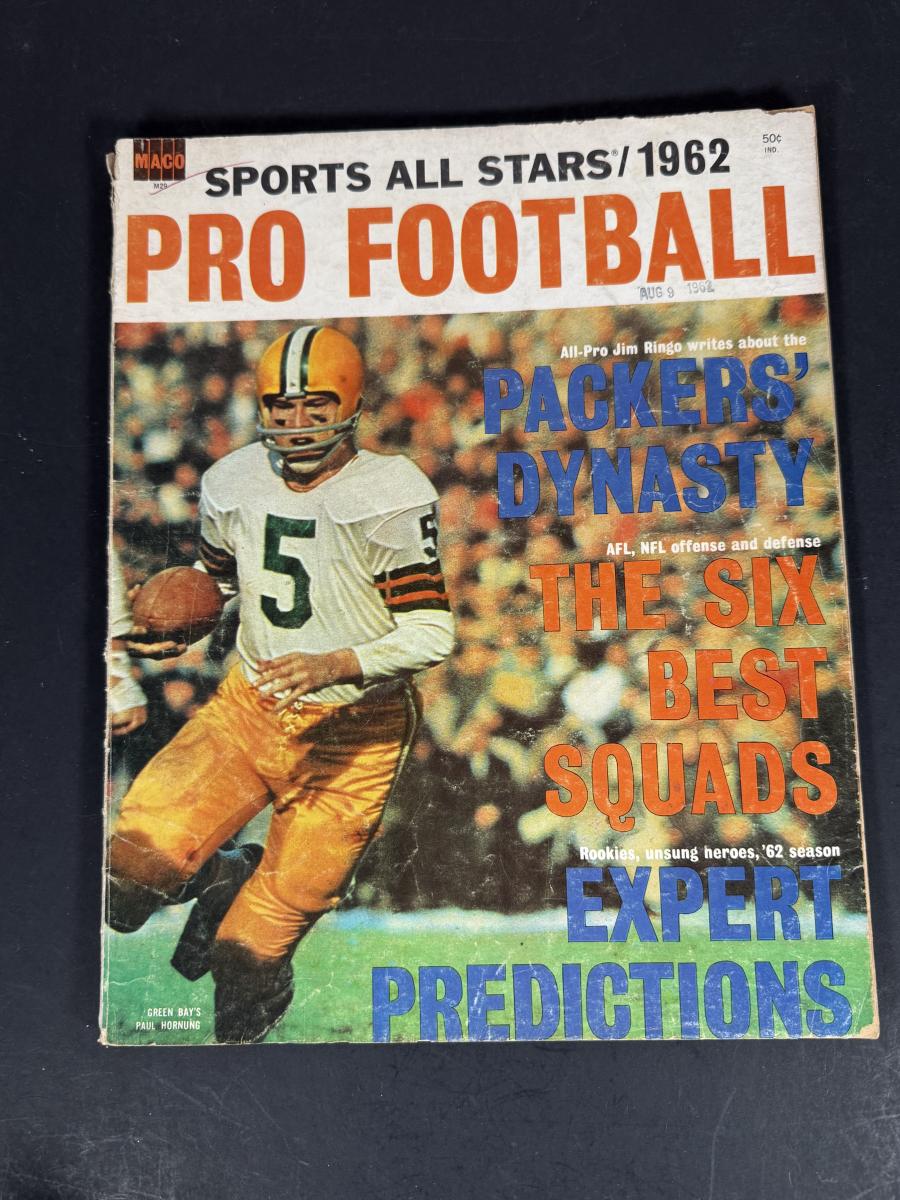 MACO
M29
SPORTS ALL STARS®/1962
50¢
IND.
PRO FOOTBALL
AUG 9 1962
All-Pro Jim Ringo writes about the
PACKERS'
DYNASTY
AFL, NFL offense and defense
THE SIX
BEST
SQUADS
Rookies, unsung heroes, '62 season
EXPERT
PREDICTIONS
5
5
GREEN BAY'S
PAUL HORNUNG